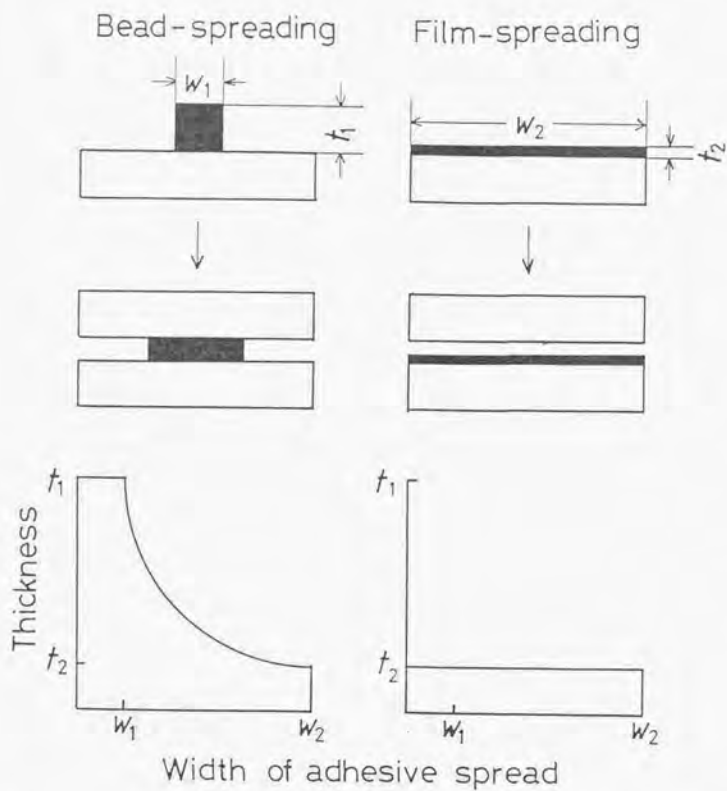 Bead-spreading
Film-spreading
W₁
t₁
W₂
t₂
Thickness
t₁
t₂
W₁
W₂
t₁
t₂
W₁
W₂
Width of adhesive spread